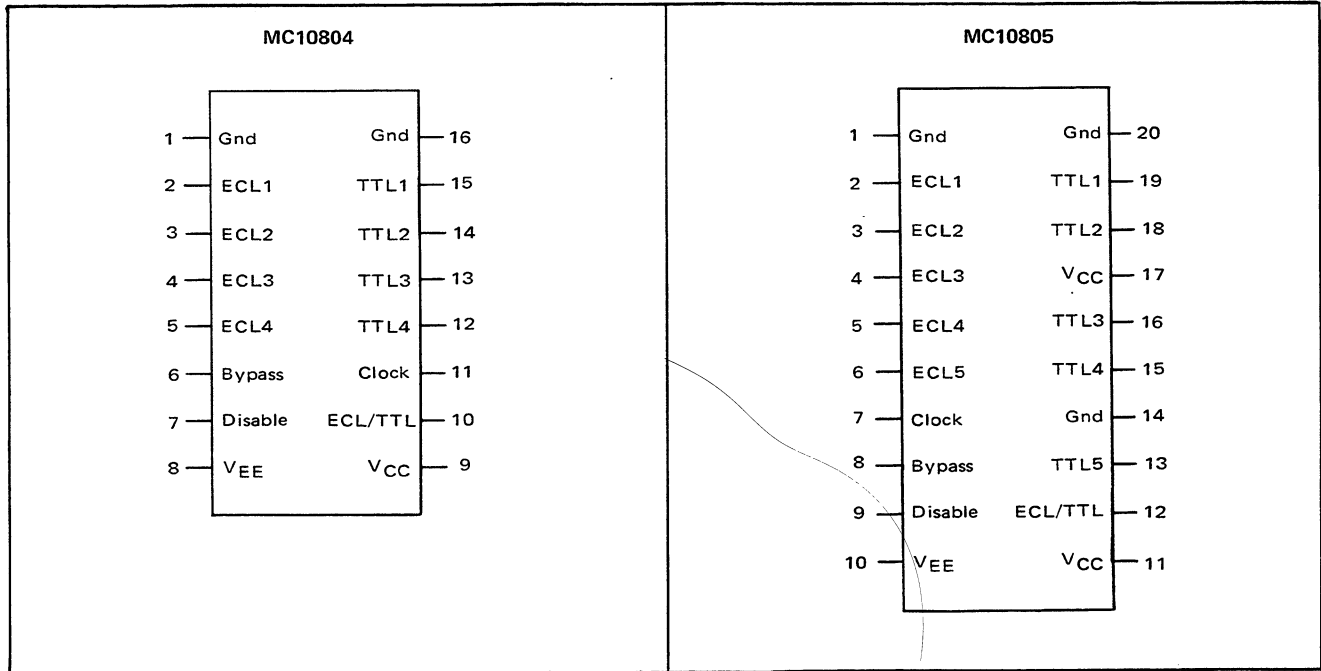 MC10804
1 Gnd Gnd 16
2 ECL1 TTL1 15
3 ECL2 TTL2 14
4 ECL3 TTL3 13
5 ECL4 TTL4 12
6 Bypass Clock 11
7 Disable ECL/TTL 10
8 VEE VCC 9
MC10805
1 Gnd Gnd 20
2 ECL1 TTL1 19
3 ECL2 TTL2 18
4 ECL3 VCC 17
5 ECL4 TTL3 16
6 ECL5 TTL4 15
7 Clock Gnd 14
8 Bypass TTL5 13
9 Disable ECL/TTL 12
10 VEE VCC 11